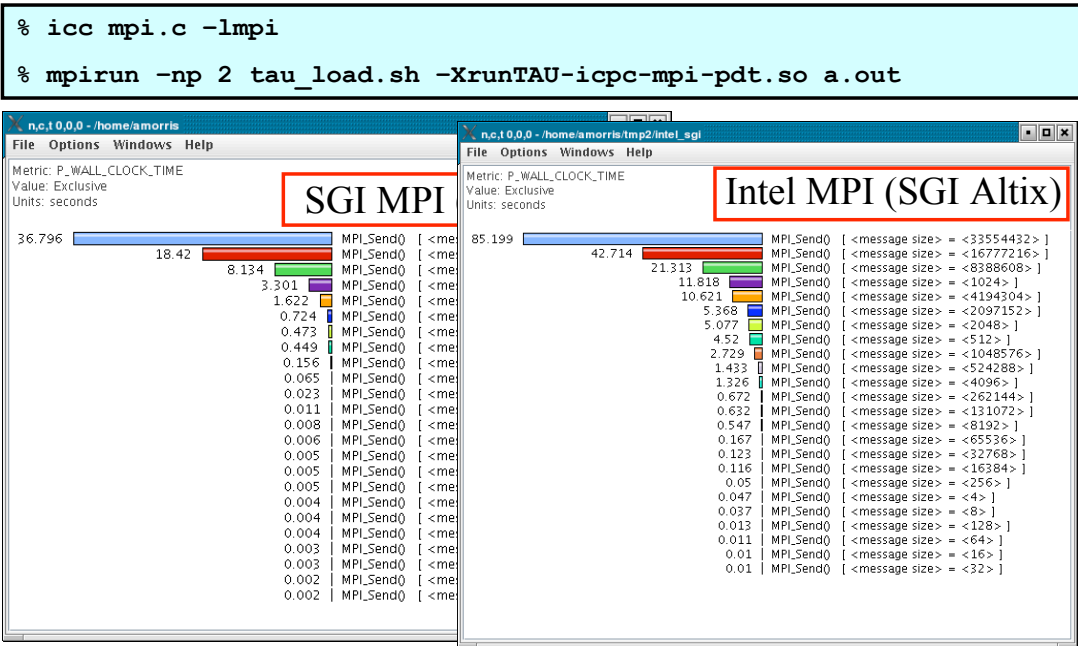 % icc mpi.c –lmpi
% mpirun –np 2 tau_load.sh –XrunTAU-icpc-mpi-pdt.so a.out
n,c,t 0,0,0 - /home/amorris
File Options Windows Help
Metric: P_WALL_CLOCK_TIME
Value: Exclusive
Units: seconds
SGI MPI
36.796 MPI_Send() [
18.42 MPI_Send() [
8.134 MPI_Send() [
3.301 MPI_Send() [
1.622 MPI_Send() [
0.724 MPI_Send() [
0.473 MPI_Send() [
0.449 MPI_Send() [
0.156 MPI_Send() [
0.065 MPI_Send() [
0.023 MPI_Send() [
0.011 MPI_Send() [
0.008 MPI_Send() [
0.006 MPI_Send() [
0.005 MPI_Send() [
0.005 MPI_Send() [
0.005 MPI_Send() [
0.004 MPI_Send() [
0.004 MPI_Send() [
0.004 MPI_Send() [
0.003 MPI_Send() [
0.003 MPI_Send() [
0.002 MPI_Send() [
0.002 MPI_Send() [
n,c,t 0,0,0 - /home/amorris/tmp2/intel_sgi
File Options Windows Help
Metric: P_WALL_CLOCK_TIME
Value: Exclusive
Units: seconds
Intel MPI (SGI Altix)
85.199 MPI_Send() [ <message size> = <33554432> ]
42.714 MPI_Send() [ <message size> = <16777216> ]
21.313 MPI_Send() [ <message size> = <8388608> ]
11.818 MPI_Send() [ <message size> = <1024> ]
10.621 MPI_Send() [ <message size> = <4194304> ]
5.368 MPI_Send() [ <message size> = <2097152> ]
5.077 MPI_Send() [ <message size> = <2048> ]
4.52 MPI_Send() [ <message size> = <512> ]
2.729 MPI_Send() [ <message size> = <1048576> ]
1.433 MPI_Send() [ <message size> = <524288> ]
1.326 MPI_Send() [ <message size> = <4096> ]
0.672 MPI_Send() [ <message size> = <262144> ]
0.632 MPI_Send() [ <message size> = <131072> ]
0.547 MPI_Send() [ <message size> = <8192> ]
0.167 MPI_Send() [ <message size> = <65536> ]
0.123 MPI_Send() [ <message size> = <32768> ]
0.116 MPI_Send() [ <message size> = <16384> ]
0.05 MPI_Send() [ <message size> = <256> ]
0.047 MPI_Send() [ <message size> = <4> ]
0.037 MPI_Send() [ <message size> = <8> ]
0.013 MPI_Send() [ <message size> = <128> ]
0.011 MPI_Send() [ <message size> = <64> ]
0.01 MPI_Send() [ <message size> = <16> ]
0.01 MPI_Send() [ <message size> = <32> ]